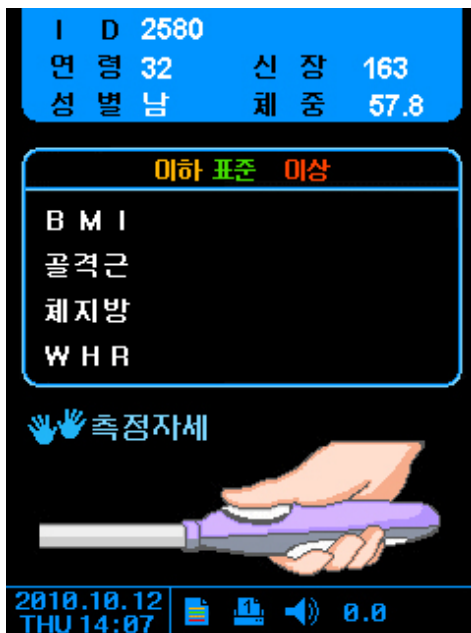 I D 2580
연 령 32 신 장 163
성 별 남 체 중 57.8
이하 표준 이상
B M I
골격근
체지방
W H R
측정자세
2010.10.12
THU 14:07 1 0.0